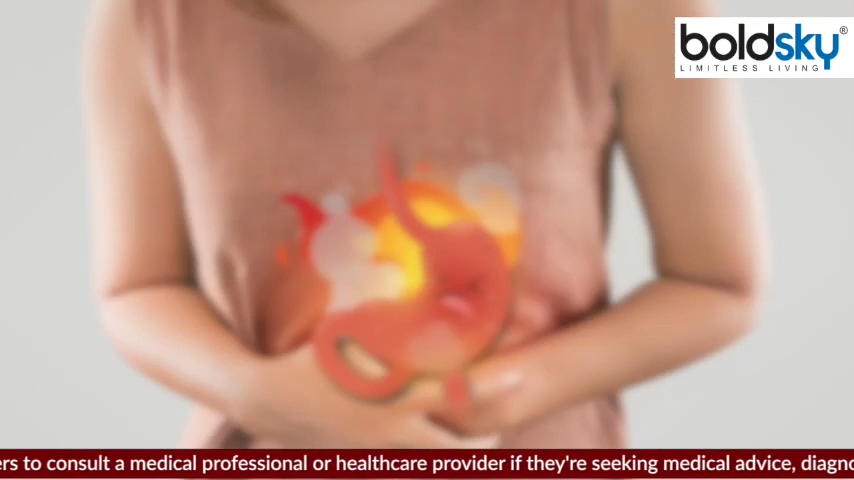 boldsky®
LIMITLESS LIVING
to consult a medical professional or healthcare provider if they're seeking medical advice,